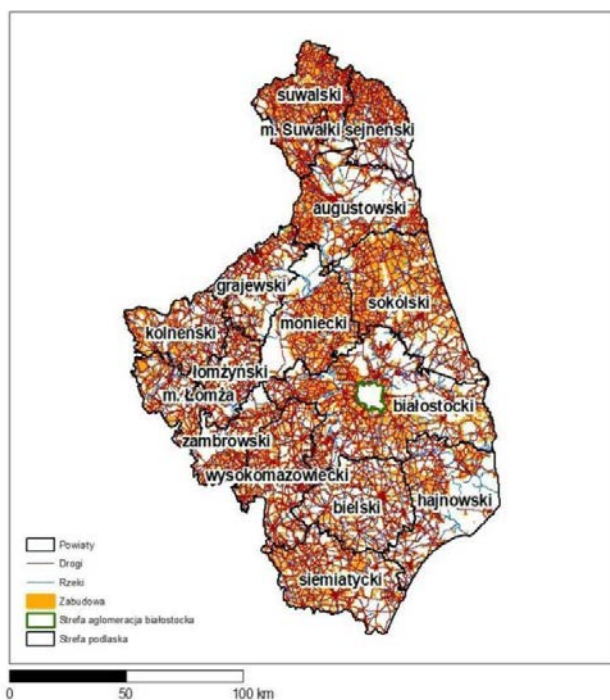 suwalski
m. Suwałki sejneński
augustowski
grajewski
sokólski
moniecki
kolneński
łomżyński
m. Łomża
białostocki
zambrowski
wysokomazowiecki
hajnowski
bielski
siemiatycki
Powiaty
Drogi
Rzeki
Zabudowa
Strefa aglomeracja białostocka
Strefa podlaska
0 50 100 km